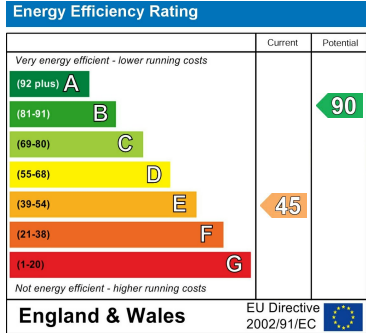 Energy Efficiency Rating
Current Potential
Very energy efficient - lower running costs
(92 plus) A
(81-91) B
90
(69-80) C
(55-68) D
(39-54) E
45
(21-38) F
(1-20) G
Not energy efficient - higher running costs
England & Wales
EU Directive
2002/91/EC